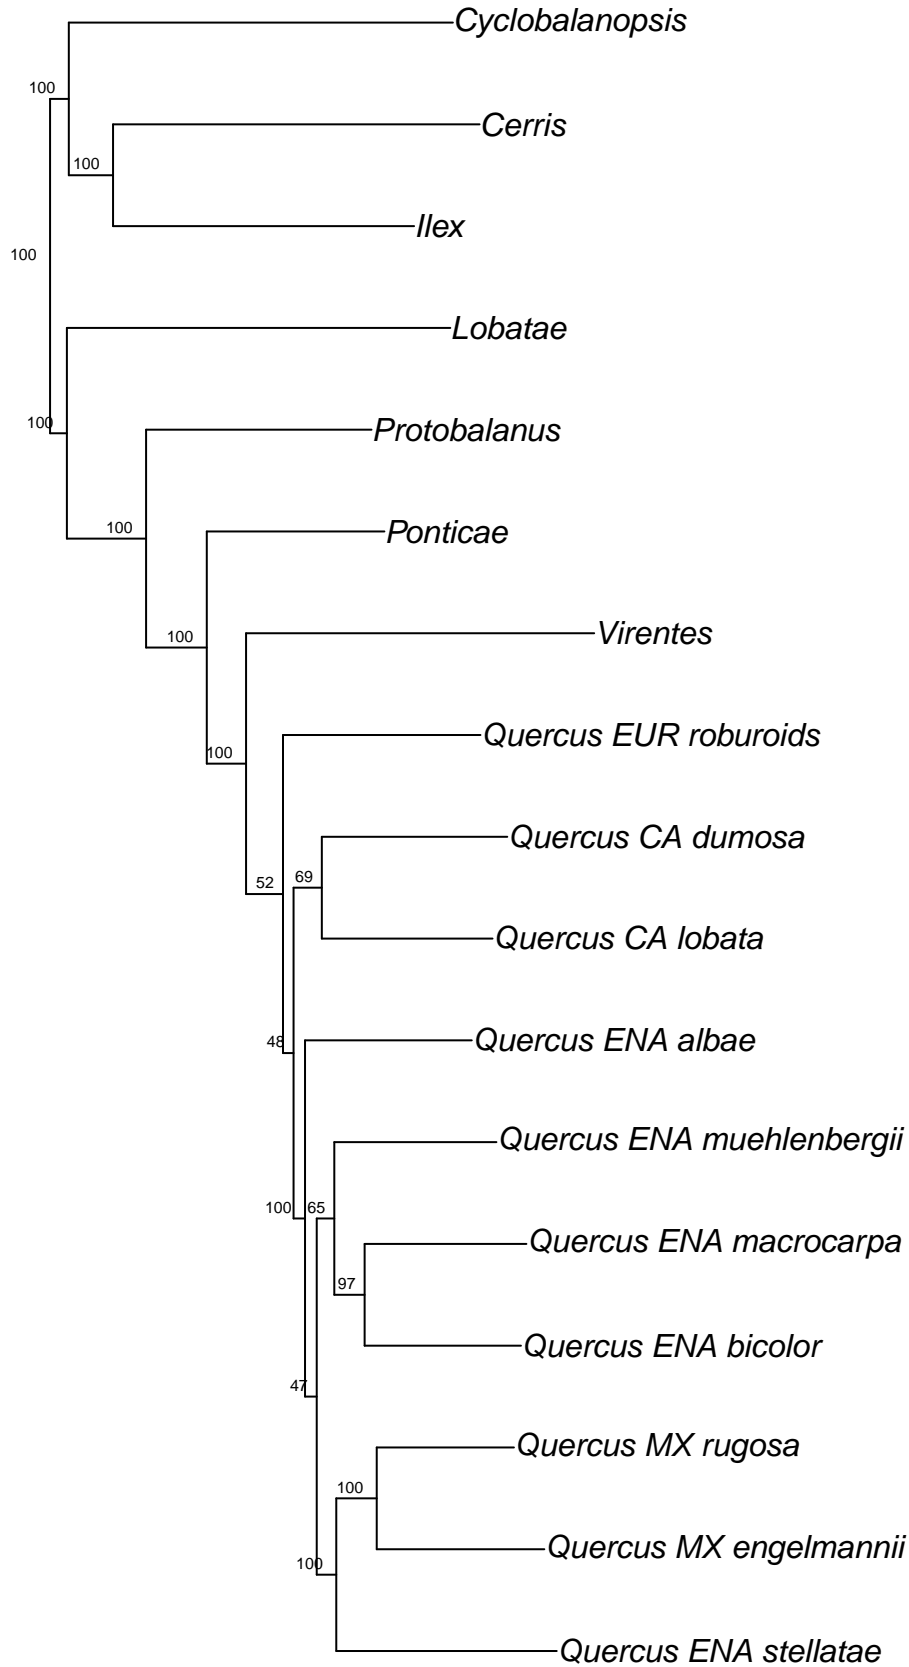 Cyclobalanopsis
100
Cerris
100
Ilex
100
Lobatae
100
Protobalanus
100
Ponticae
100
Virentes
Quercus EUR roburoids
100
Quercus CA dumosa
69
52
Quercus CA lobata
48
Quercus ENA albae
Quercus ENA muehlenbergii
100
65
Quercus ENA macrocarpa
97
Quercus ENA bicolor
47
Quercus MX rugosa
100
Quercus MX engelmannii
100
Quercus ENA stellatae